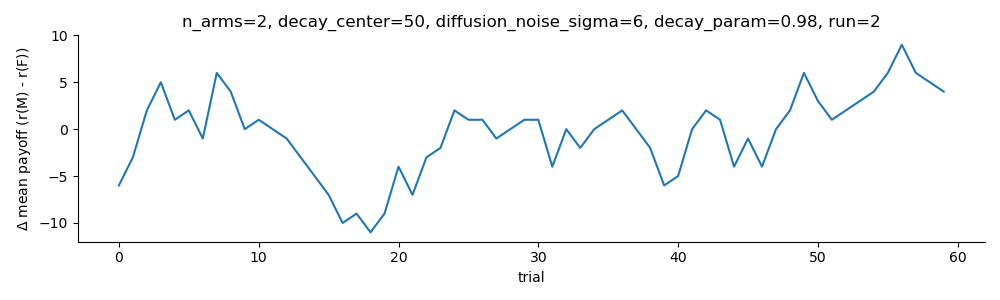 n_arms=2, decay_center=50, diffusion_noise_sigma=6, decay_param=0.98, run=2
Δ mean payoff (r(M) - r(F))
10
5
0
−5
−10
0 10 20 30 40 50 60
trial